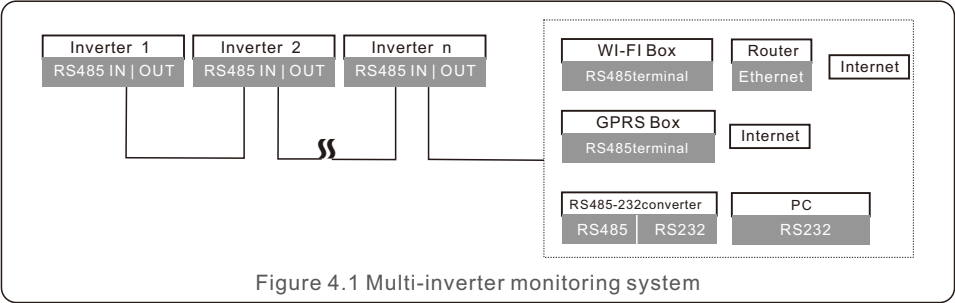 Inverter 1
RS485 IN | OUT
Inverter 2
RS485 IN | OUT
Inverter n
RS485 IN | OUT
WI-FI Box
RS485terminal
Router
Ethernet
Internet
GPRS Box
RS485terminal
Internet
RS485-232converter
RS485 RS232
PC
RS232
Figure 4.1 Multi-inverter monitoring system